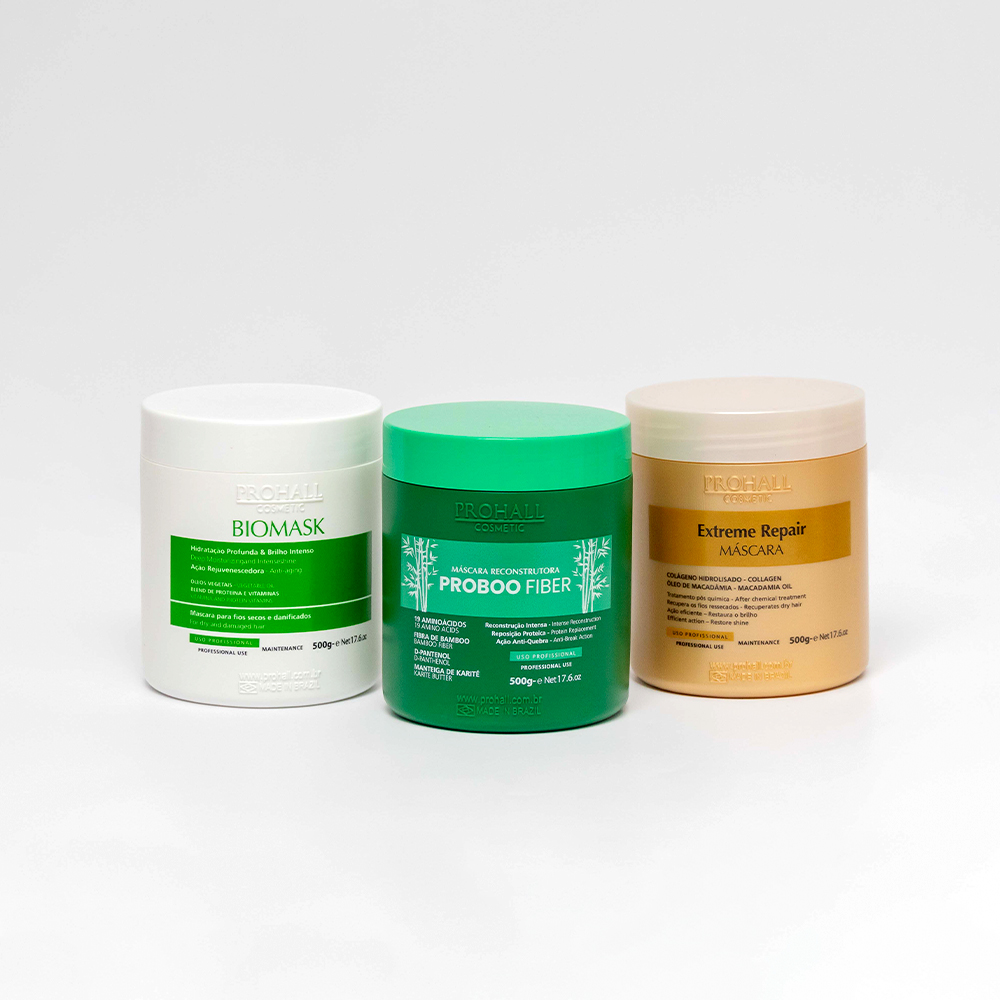 PROHALL
COSMETIC
BIOMASK
Hidratação Profunda & Brilho Intenso
Ação Rejuvenescedora - Anti-aging
ÓLEOS VEGETAIS - VEGETABLE OIL
BLEND DE PROTEÍNA E VITAMINAS
Máscara para fios secos e danificados
For dry and damaged hair
USO PROFISSIONAL
PROFESSIONAL USE
MAINTENANCE
500g-e Net17.6.oz
www.prohall.com.br
MADE IN BRAZIL
PROHALL
COSMETIC
MÁSCARA RECONSTRUTORA
PROBOO FIBER
19 AMINOÁCIDOS
19 AMINO ACIDS
FIBRA DE BAMBOO
BAMBOO FIBER
D-PANTENOL
D-PANTHENOL
MANTEIGA DE KARITÉ
KARITE BUTTER
Reconstrução Intensa - Intense Reconstruction
Reposição Proteica - Protein Replacement
Ação Anti-Quebra - Anti-Break Action
USO PROFISSIONAL
PROFESSIONAL USE
500g-e Net17.6.oz
www.prohall.com.br
MADE IN BRAZIL
PROHALL
COSMETIC
Extreme Repair
MÁSCARA
COLÁGENO HIDROLISADO - COLLAGEN
ÓLEO DE MACADÂMIA - MACADAMIA OIL
Tratamento pós química - After chemical treatment
Recupera os fios ressecados - Recuperates dry hair
Ação eficiente - Restaura o brilho
Efficient action - Restore shine
USO PROFISSIONAL
PROFESSIONAL USE
MAINTENANCE
500g-e Net17.6.oz
www.prohall.com.br
MADE IN BRAZIL